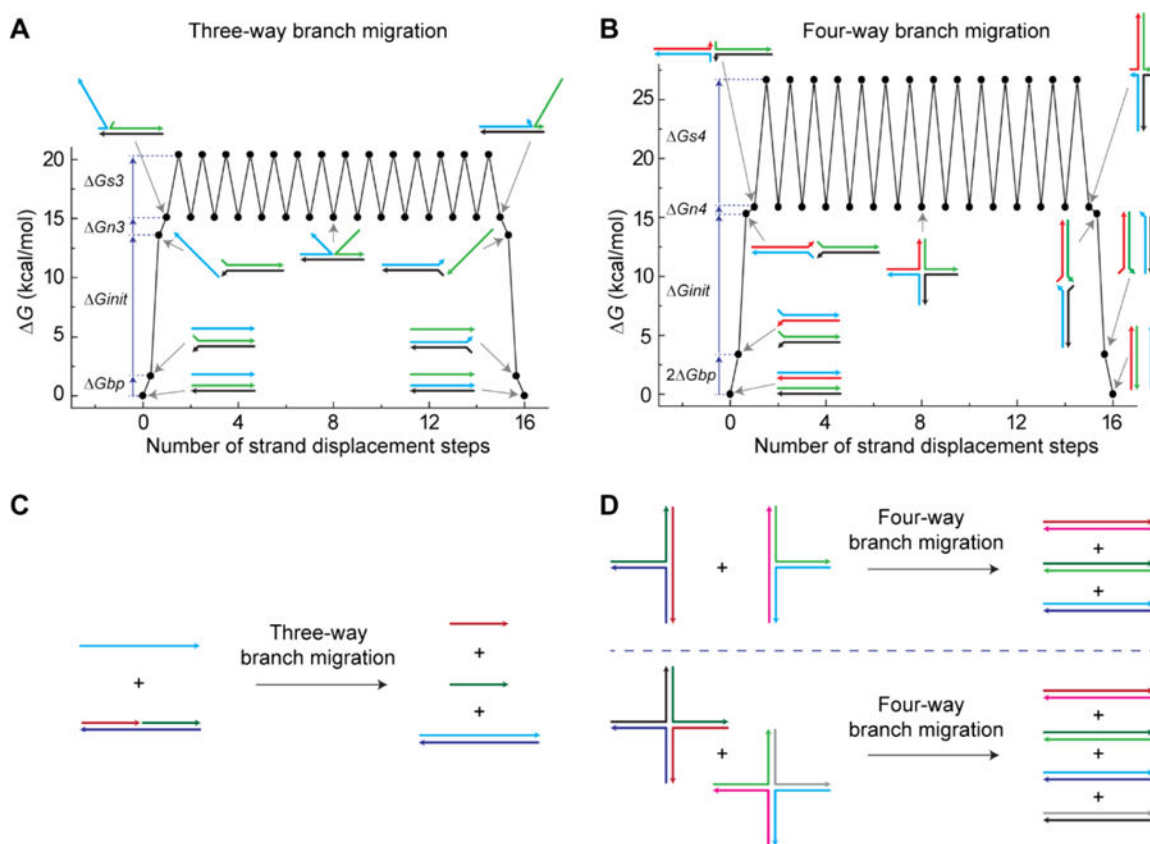 A
Three-way branch migration
ΔG (kcal/mol)
20
15
10
5
0
ΔGs3
ΔGn3
ΔGinit
ΔGbp
0 4 8 12 16
Number of strand displacement steps
B
Four-way branch migration
ΔG (kcal/mol)
25
20
15
10
5
0
ΔGs4
ΔGn4
ΔGinit
2ΔGbp
0 4 8 12 16
Number of strand displacement steps
C
+
Three-way
branch migration
+
+
D
+
Four-way
branch migration
+
+
+
Four-way
branch migration
+
+
+